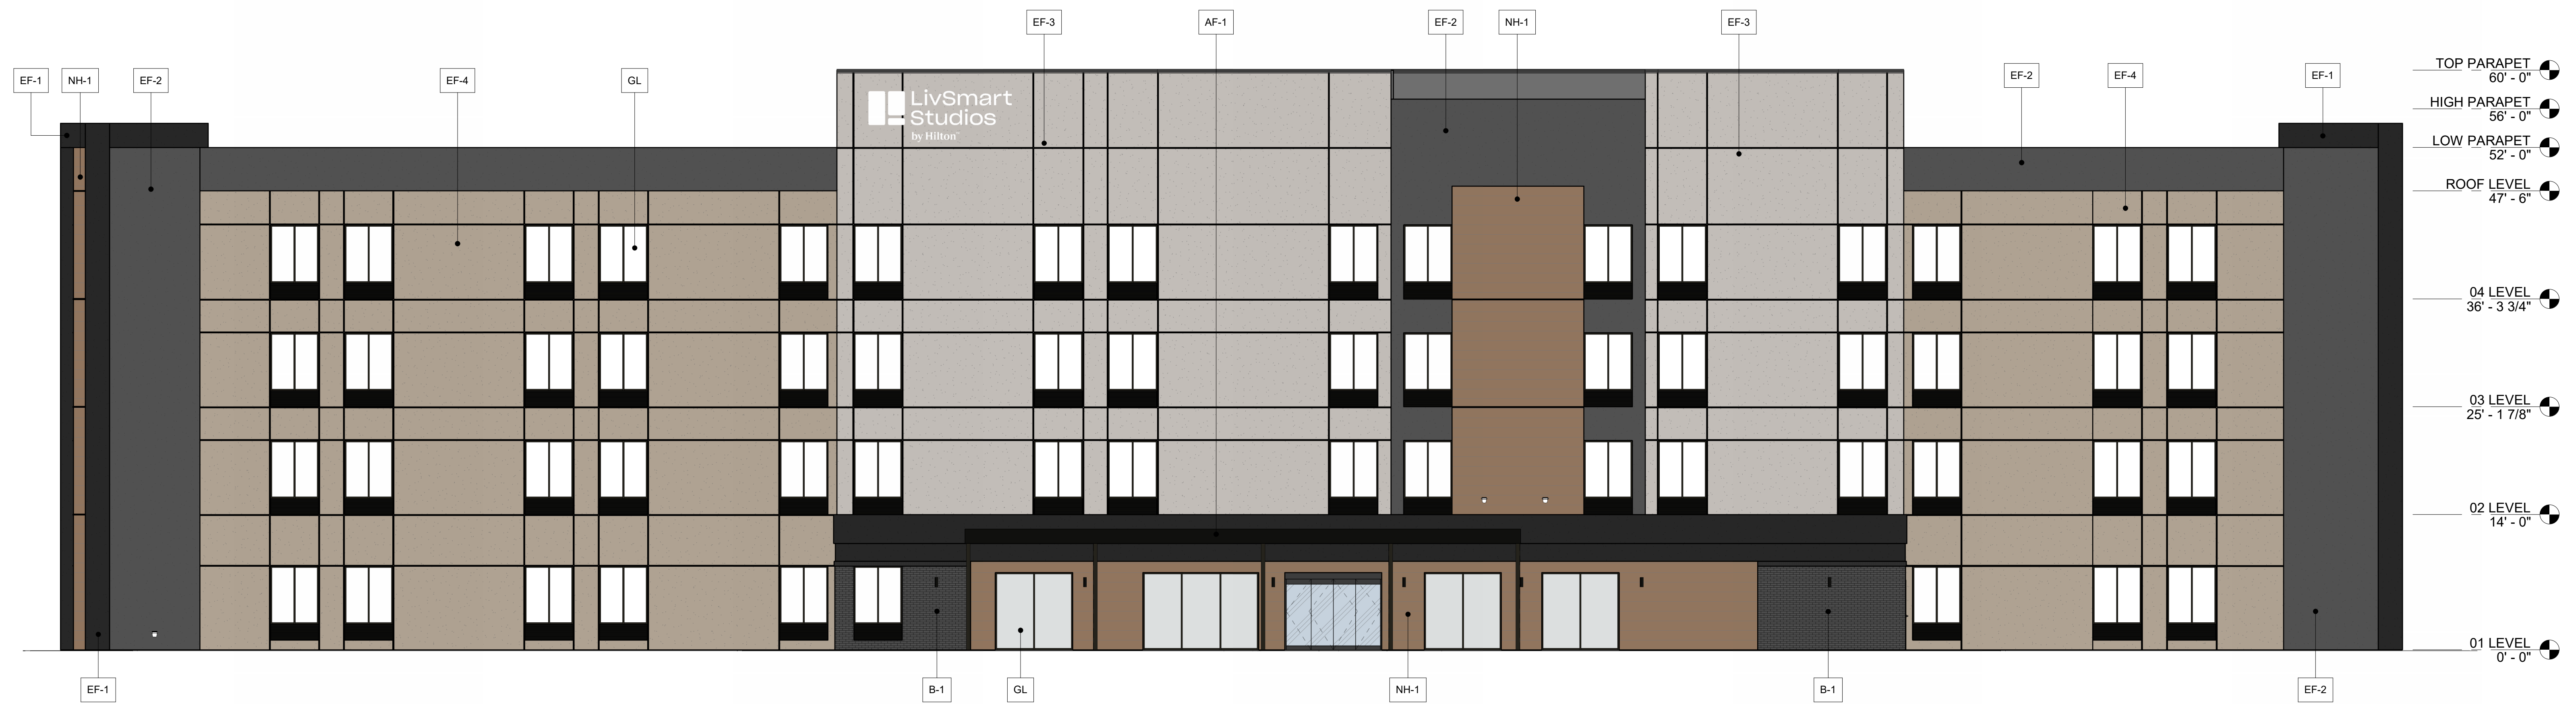 EF-3
AF-1
EF-2
NH-1
EF-3
EF-1
NH-1
EF-2
EF-4
GL
EF-2
EF-4
EF-1
TOP PARAPET
60' - 0"
HIGH PARAPET
56' - 0"
LOW PARAPET
52' - 0"
ROOF LEVEL
47' - 6"
04 LEVEL
36' - 3 3/4"
03 LEVEL
25' - 1 7/8"
02 LEVEL
14' - 0"
01 LEVEL
0' - 0"
LivSmart
Studios
by Hilton™
EF-1
B-1
GL
NH-1
B-1
EF-2